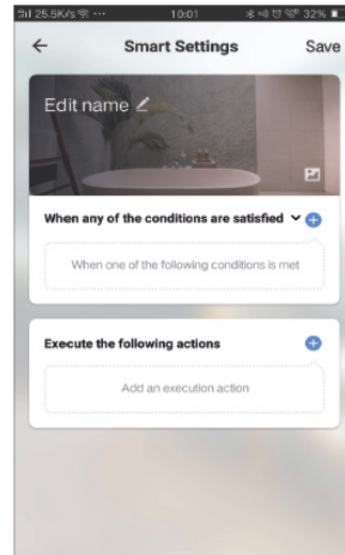 25.5K/s ··· 10:01 32%
Smart Settings Save
Edit name
When any of the conditions are satisfied
When one of the following conditions is met
Execute the following actions
Add an execution action